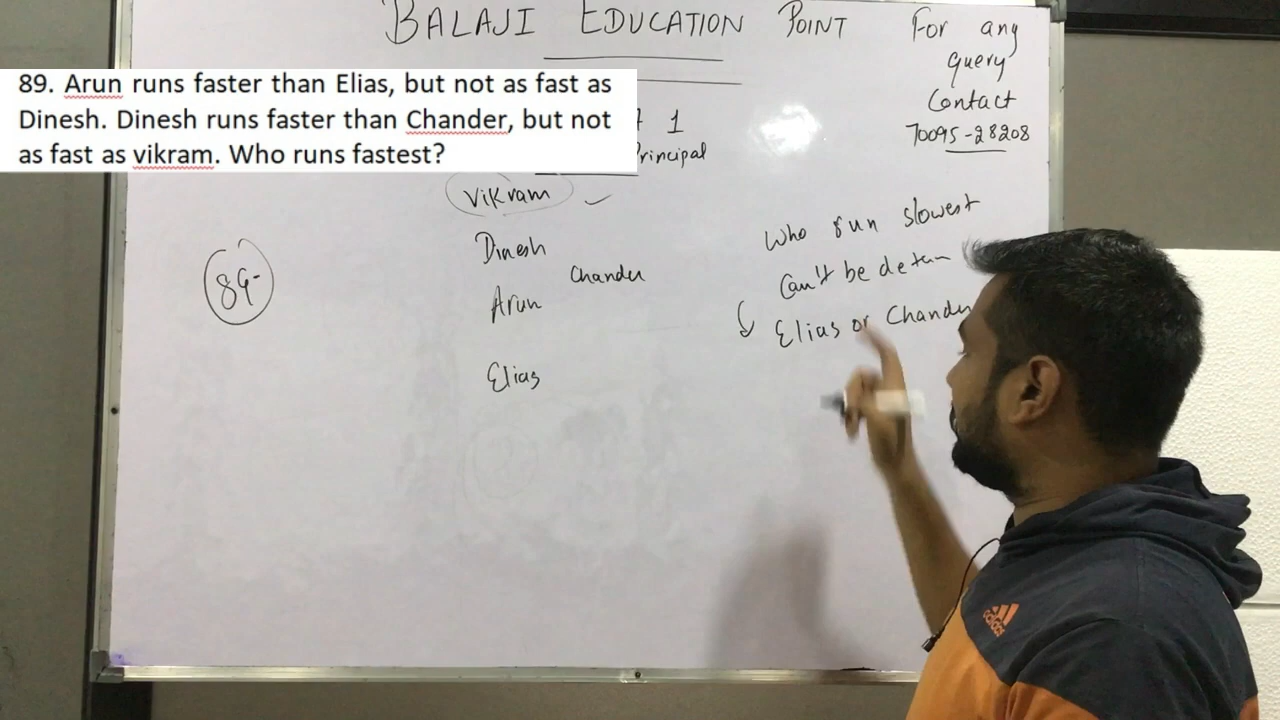 BALAJI EDUCATION POINT
For any
query
Contact
70095-28208
89. Arun runs faster than Elias, but not as fast as
Dinesh. Dinesh runs faster than Chander, but not
as fast as vikram. Who runs fastest?
1
Principal
Vikram
Dinesh
Chander
Arun
Elias
89-
Who run slowest
Can't be deter

Elias or Chander
adidas